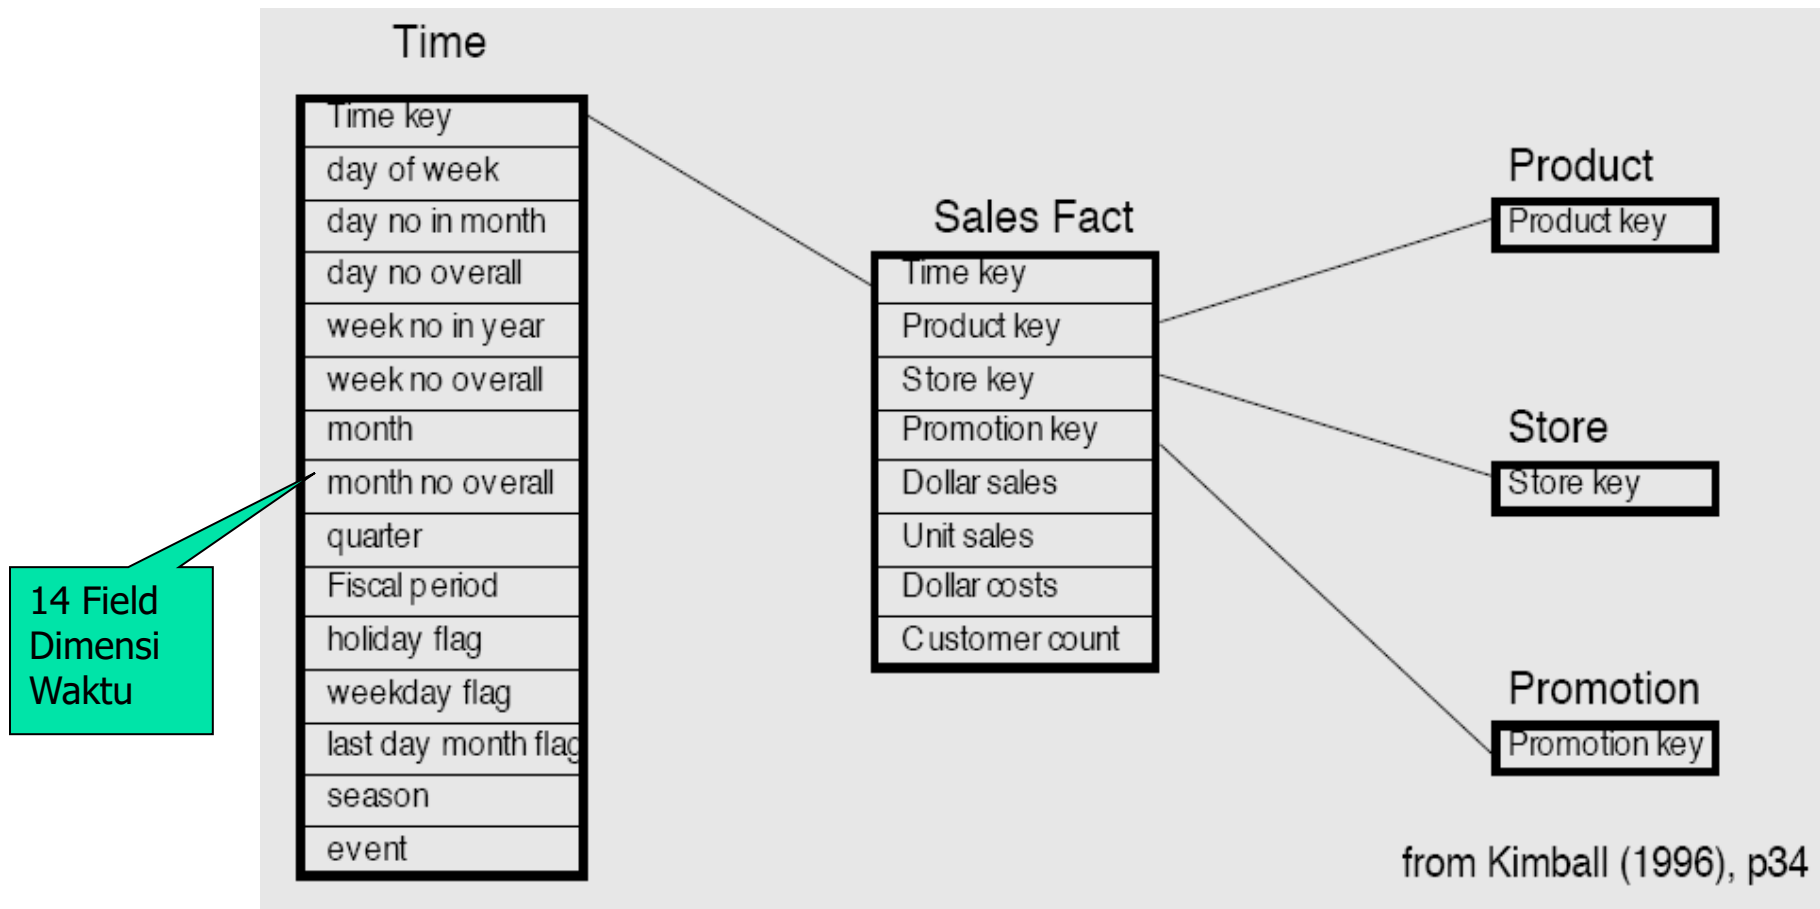 Time
Time key
day of week
day no in month
day no overall
week no in year
week no overall
month
month no overall
quarter
Fiscal period
holiday flag
weekday flag
last day month flag
season
event
14 Field
Dimensi
Waktu
Sales Fact
Time key
Product key
Store key
Promotion key
Dollar sales
Unit sales
Dollar costs
Customer count
Product
Product key
Store
Store key
Promotion
Promotion key
from Kimball (1996), p34